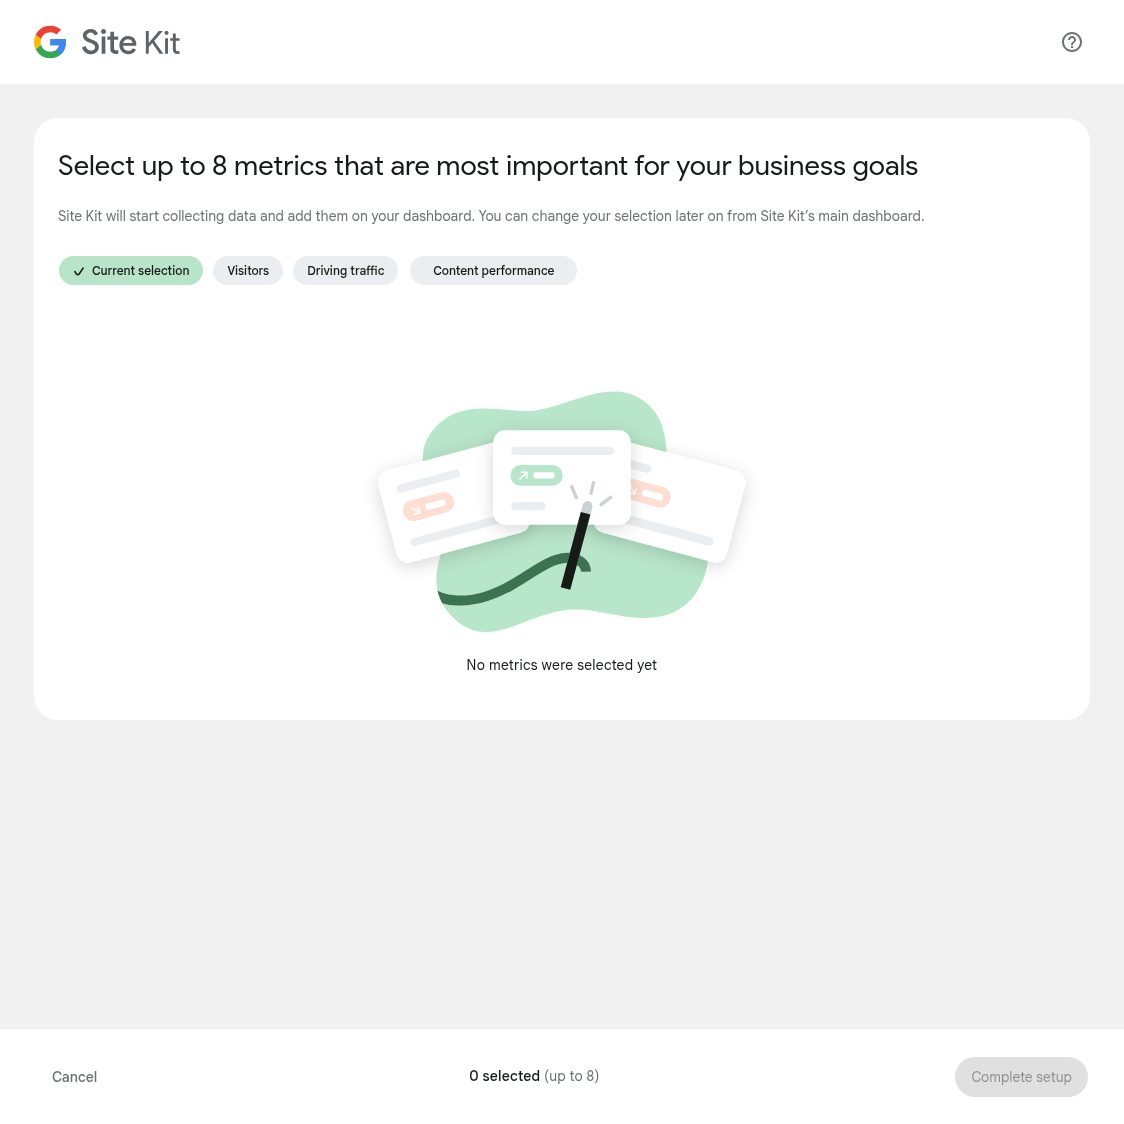 Site Kit
Select up to 8 metrics that are most important for your business goals
Site Kit will start collecting data and add them on your dashboard. You can change your selection later on from Site Kit’s main dashboard.
Current selection
Visitors
Driving traffic
Content performance
No metrics were selected yet
Cancel
0 selected (up to 8)
Complete setup